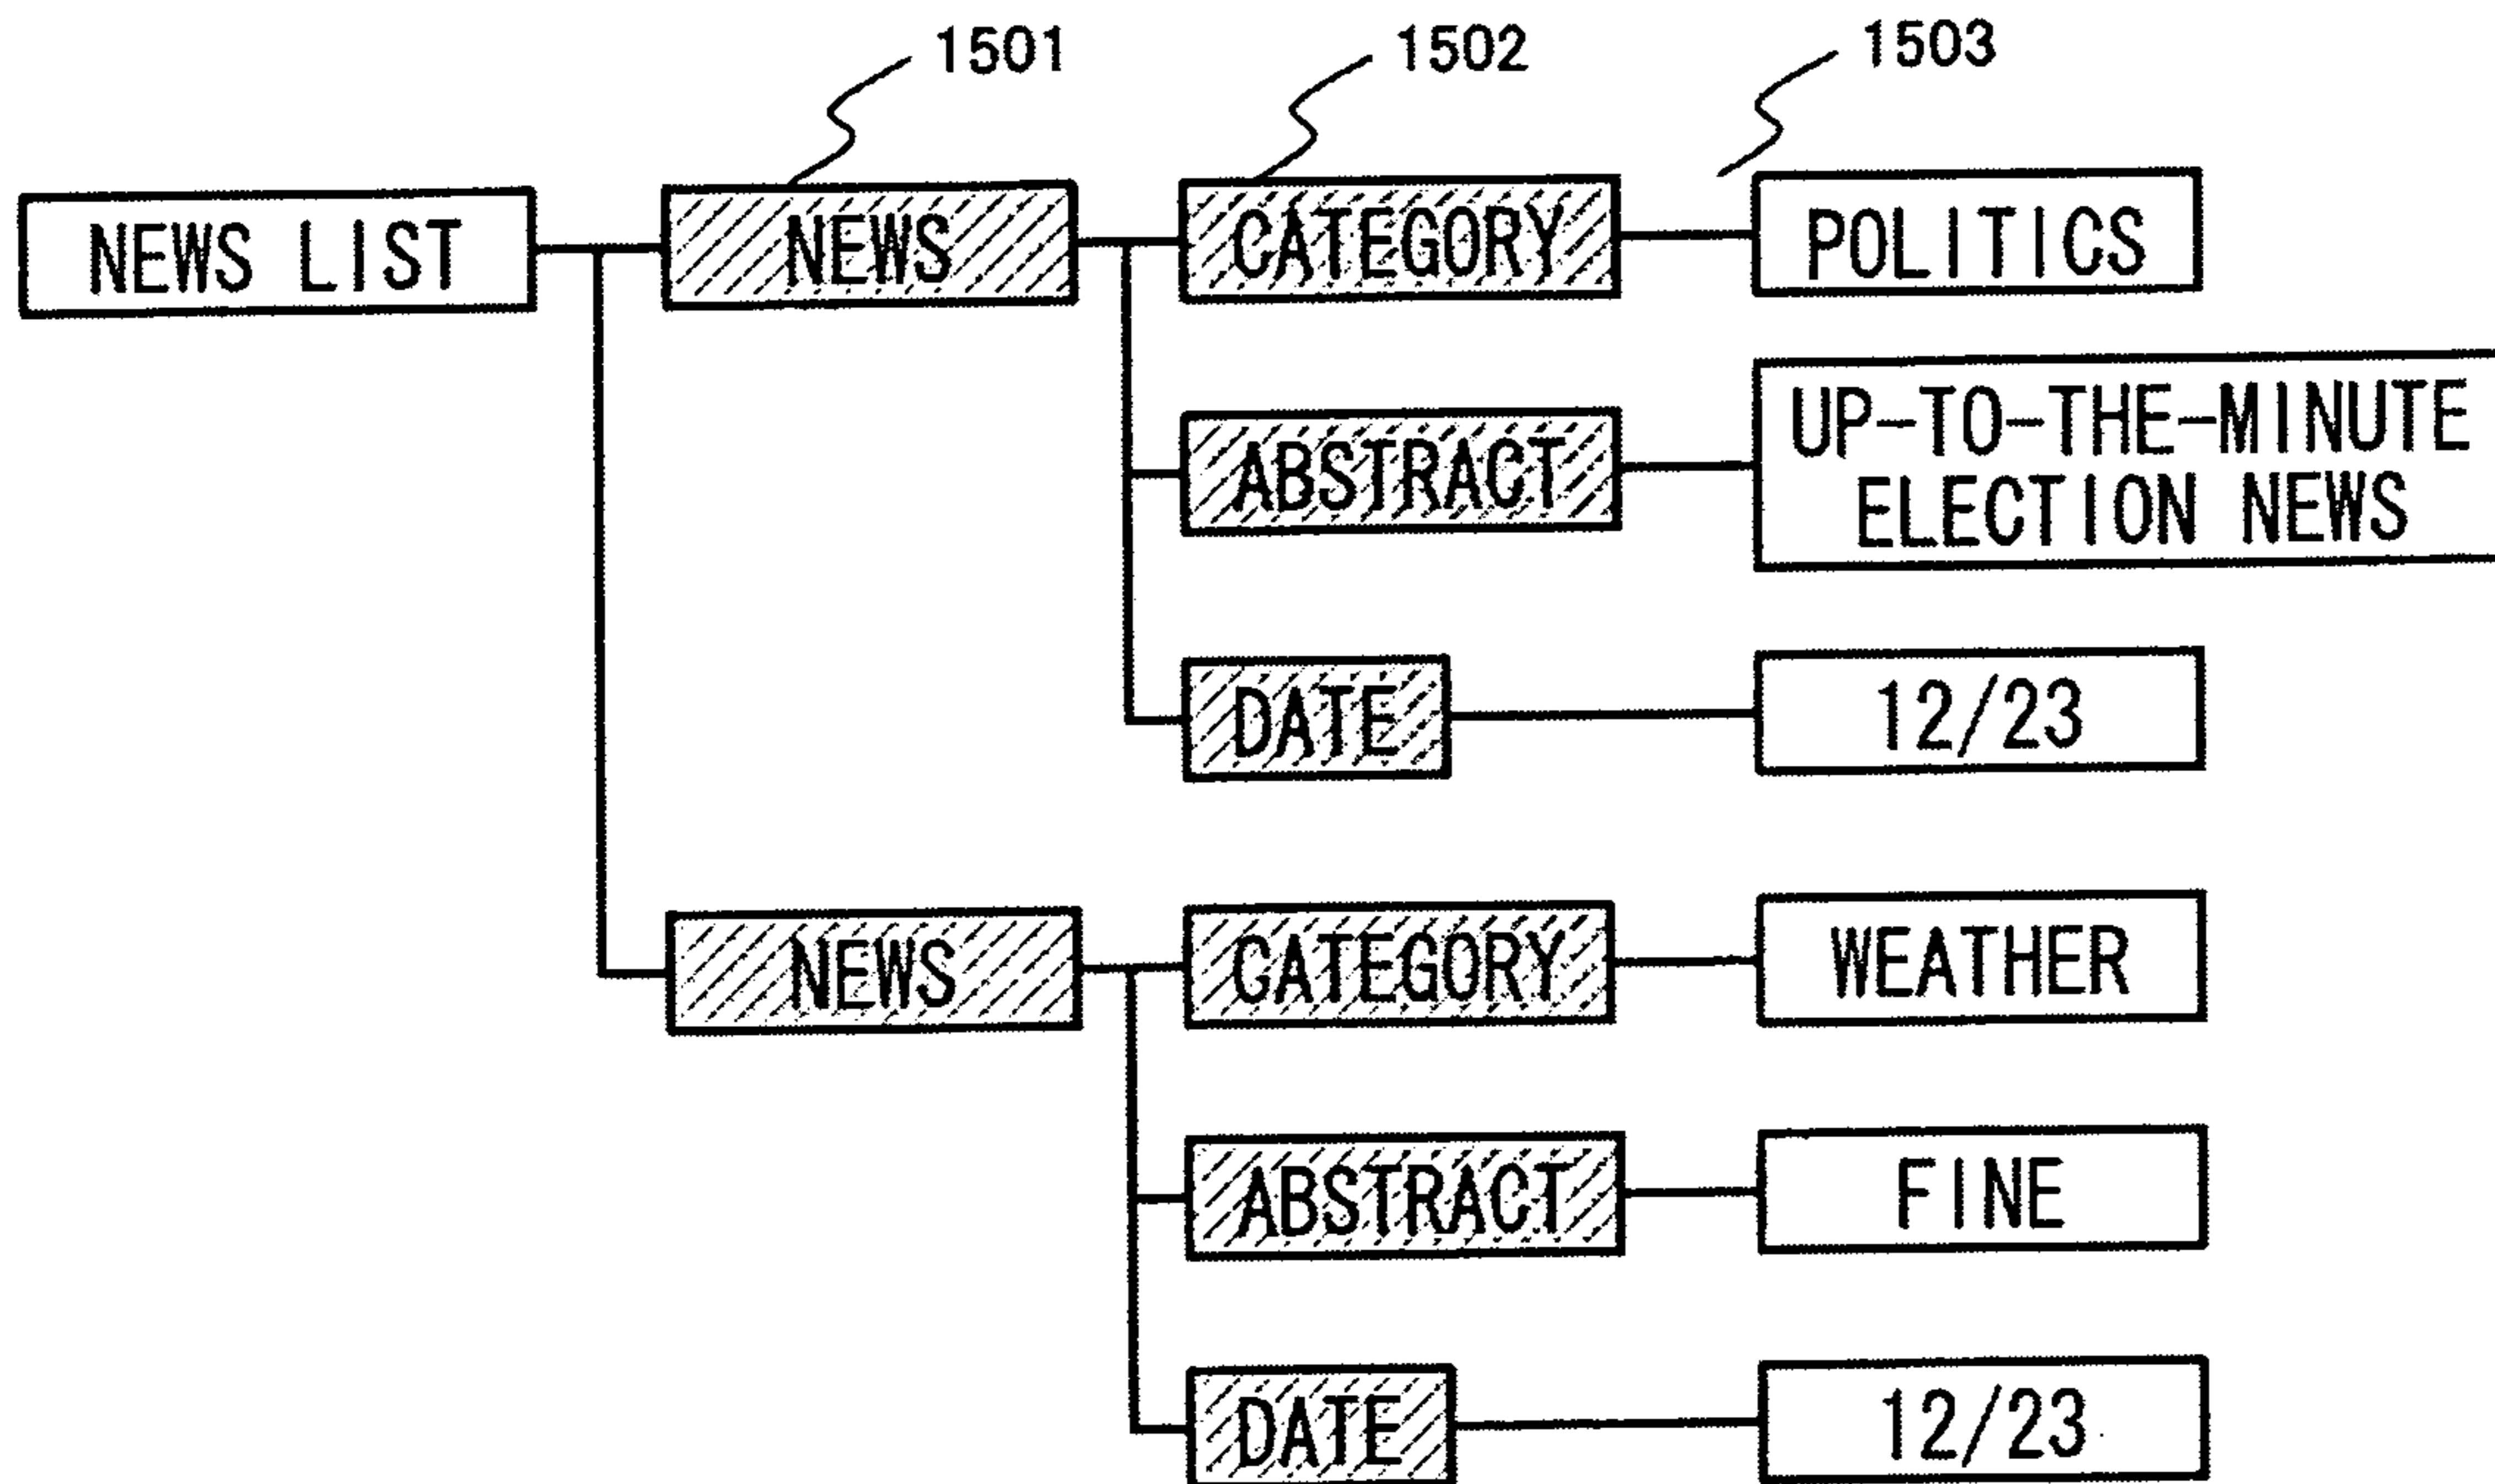 1501
1502
1503
NEWS LIST
NEWS
CATEGORY
POLITICS
ABSTRACT
UP-TO-THE-MINUTE
ELECTION NEWS
DATE
12/23
NEWS
CATEGORY
WEATHER
ABSTRACT
FINE
DATE
12/23